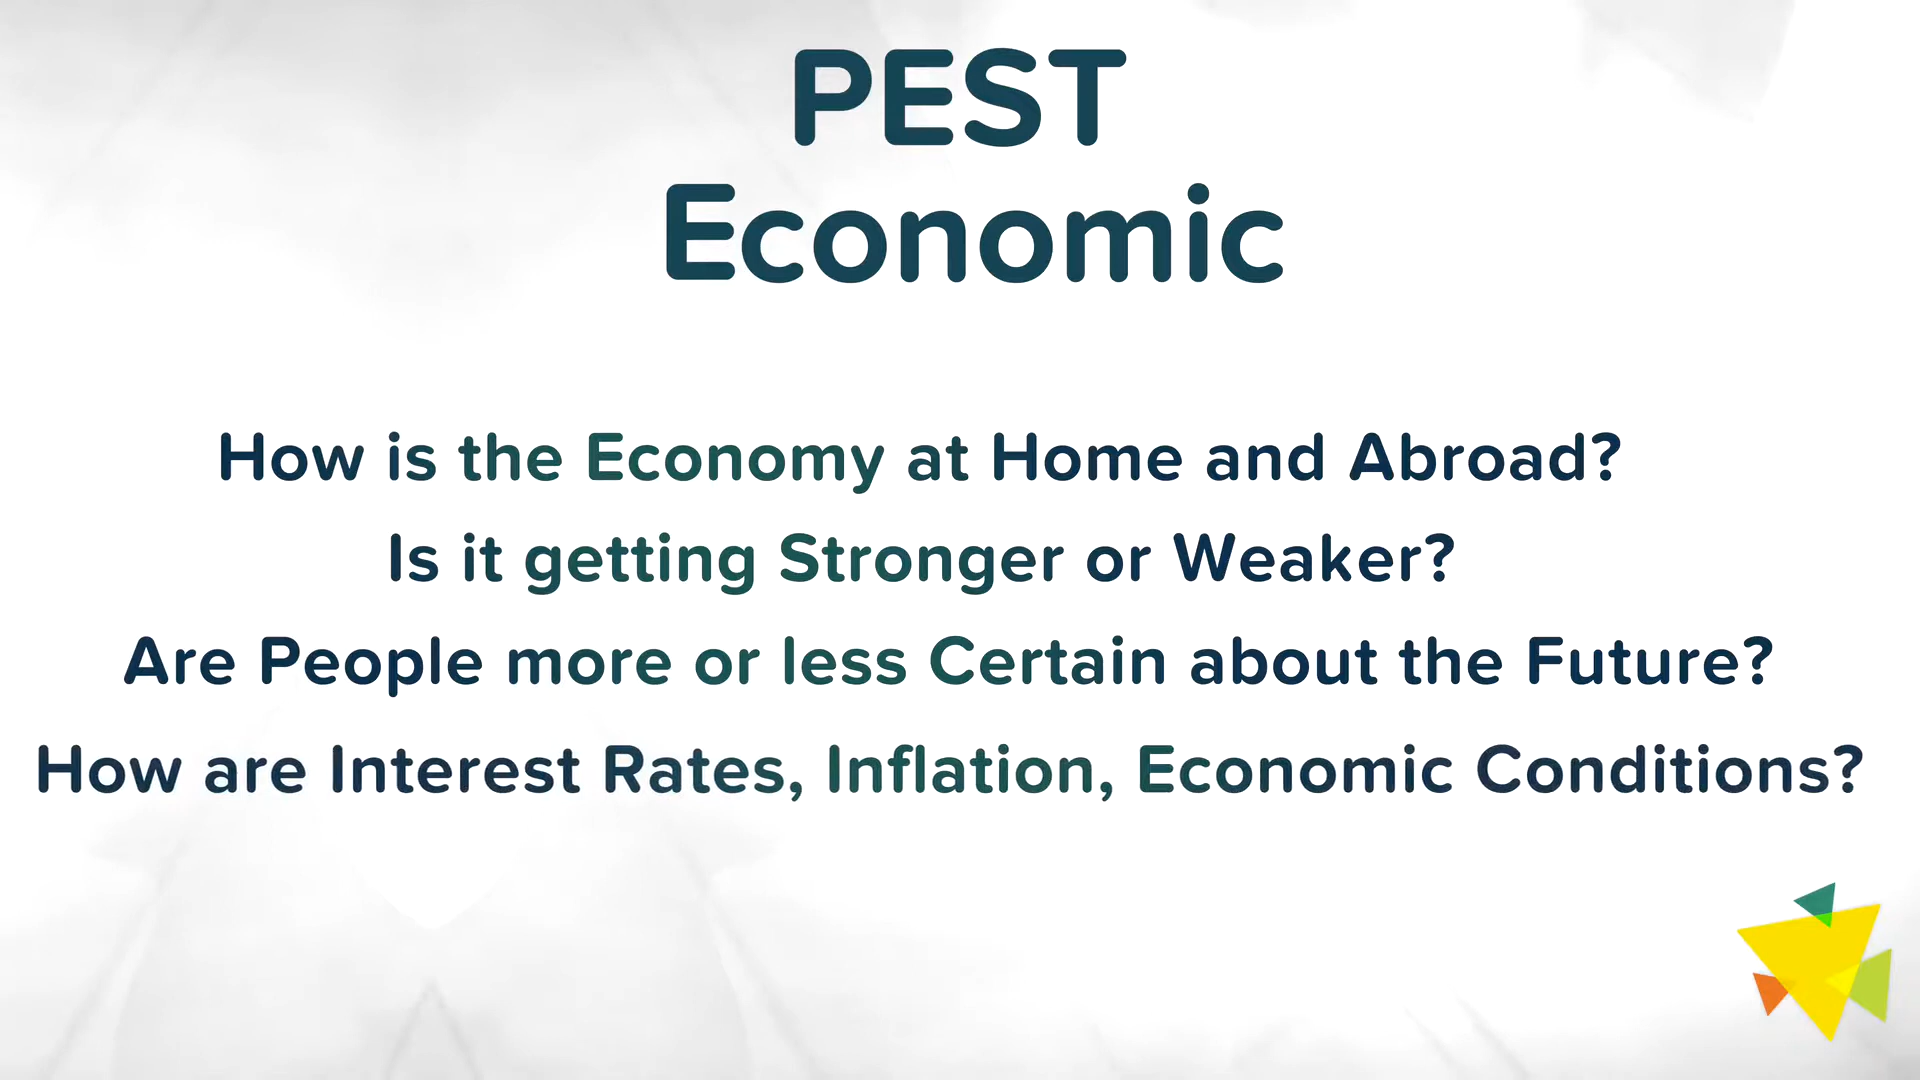 PEST
Economic
How is the Economy at Home and Abroad?
Is it getting Stronger or Weaker?
Are People more or less Certain about the Future?
How are Interest Rates, Inflation, Economic Conditions?